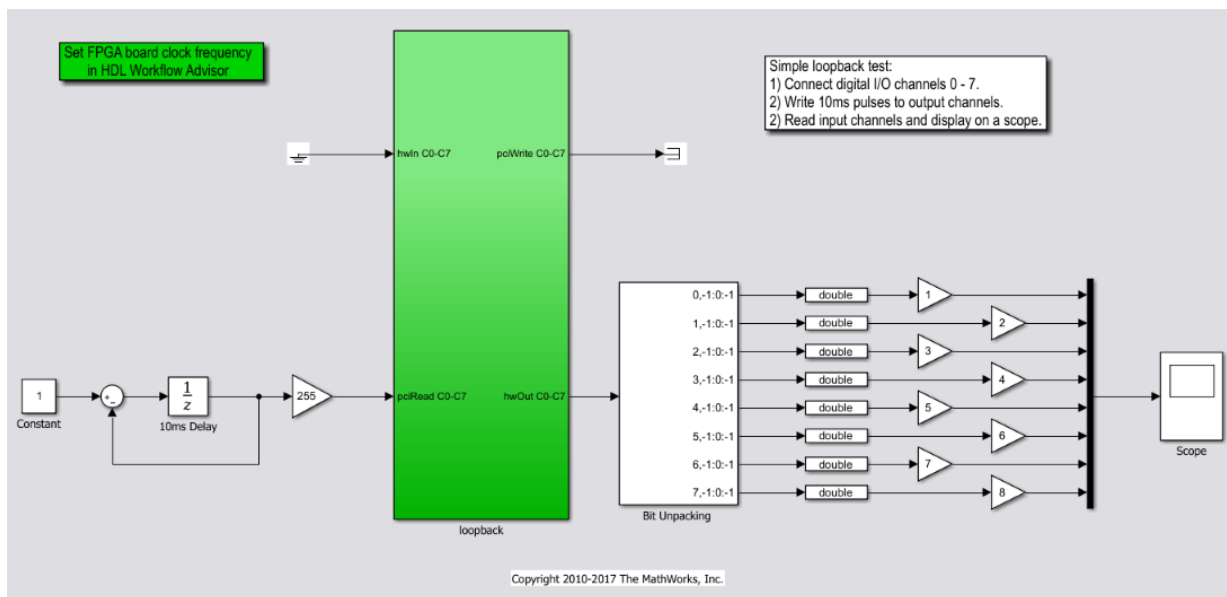 Set FPGA board clock frequency
in HDL Workflow Advisor
Simple loopback test:
1) Connect digital I/O channels 0 - 7.
2) Write 10ms pulses to output channels.
2) Read input channels and display on a scope.
hwIn C0-C7
pciWrite C0-C7
pciRead C0-C7
hwOut C0-C7
loopback
1
Constant
+
-
1
z
10ms Delay
255
0,-1:0:-1
1,-1:0:-1
2,-1:0:-1
3,-1:0:-1
4,-1:0:-1
5,-1:0:-1
6,-1:0:-1
7,-1:0:-1
Bit Unpacking
double
double
double
double
double
double
double
double
1
2
3
4
5
6
7
8
Scope
Copyright 2010-2017 The MathWorks, Inc.